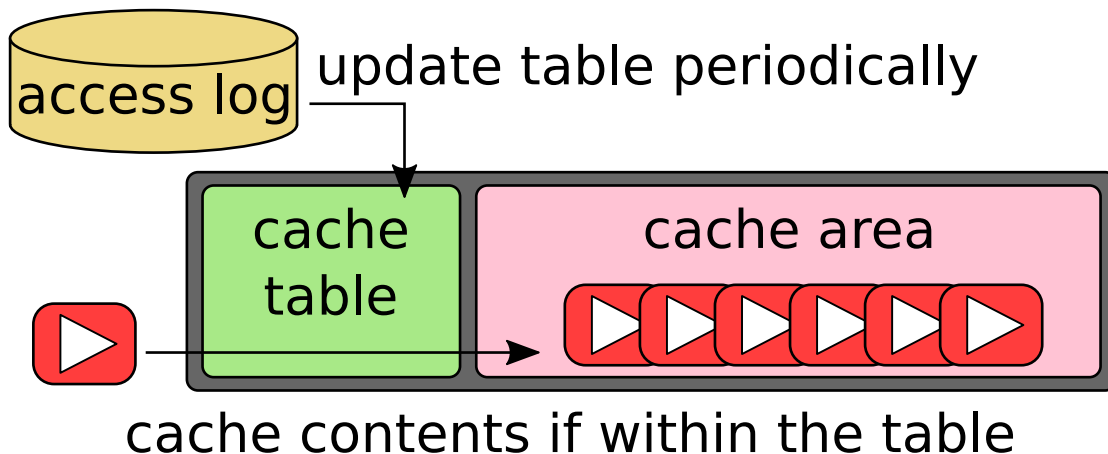 access log
update table periodically
cache
table
cache area
cache contents if within the table